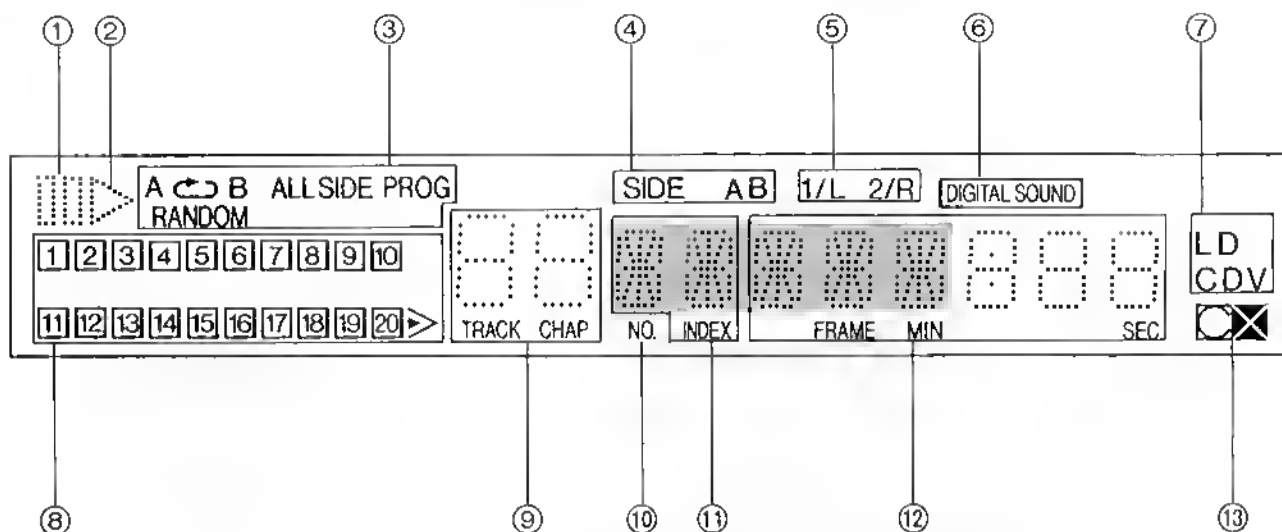 ① ② ③ ④ ⑤ ⑥ ⑦
A B ALL SIDE PROG
RANDOM
SIDE A B
1/L 2/R
DIGITAL SOUND
LD
CDV
1 2 3 4 5 6 7 8 9 10
11 12 13 14 15 16 17 18 19 20
TRACK CHAP NO. INDEX FRAME MIN SEC
⑧ ⑨ ⑩ ⑪ ⑫ ⑬